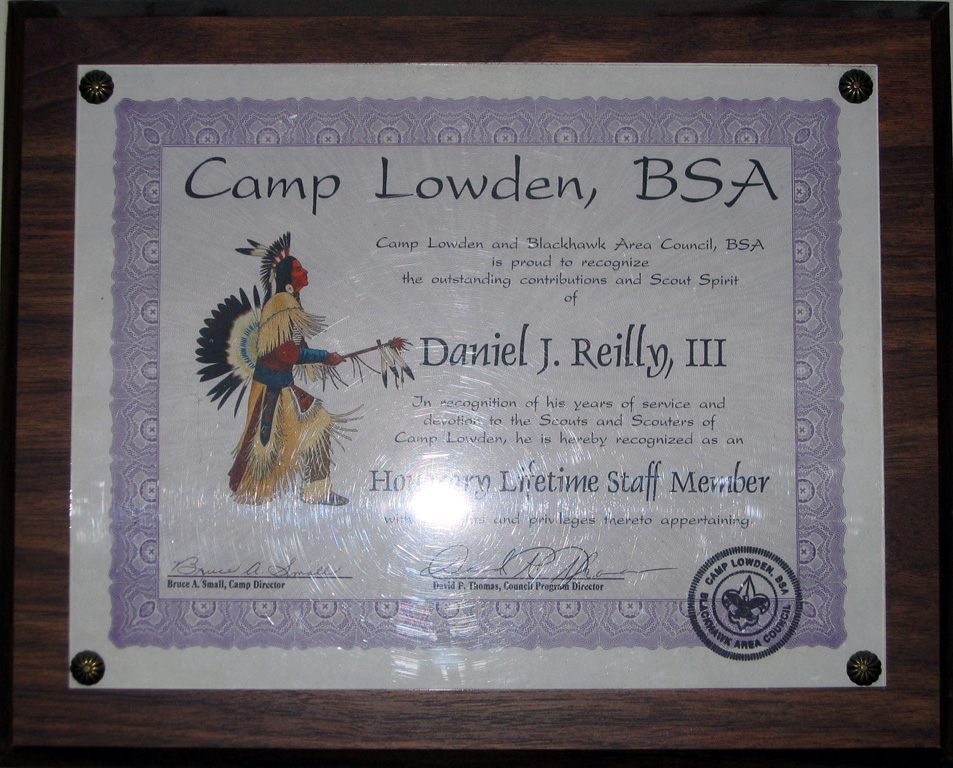 Camp Lowden, BSA
Camp Lowden and Blackhawk Area Council, BSA
is proud to recognize
the outstanding contributions and Scout Spirit
of
Daniel J. Reilly, III
In recognition of his years of service and
devotion to the Scouts and Scouters of
Camp Lowden, he is hereby recognized as an
Honorary Lifetime Staff Member
and privileges thereto appertaining.
Bruce A. Small
Bruce A. Small, Camp Director
David P. Thomas, Council Program Director
CAMP LOWDEN, BSA
BLACKHAWK AREA COUNCIL